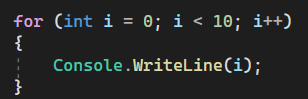 for (int i = 0; i < 10; i++)
{
    Console.WriteLine(i);
}